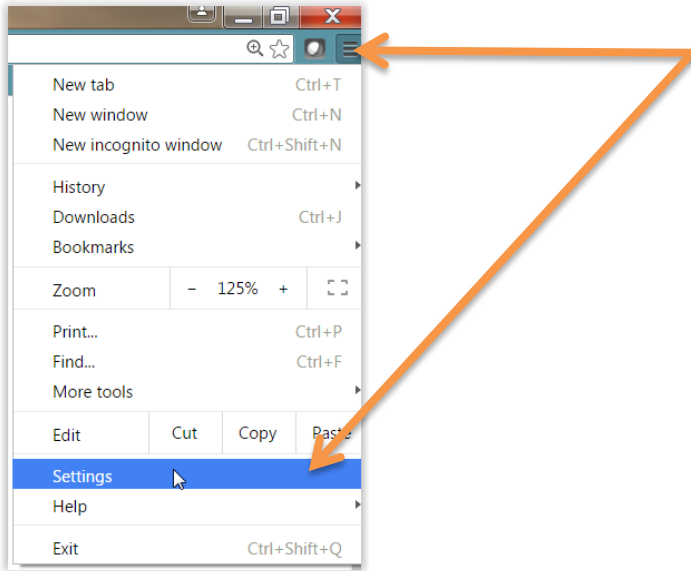 New tab Ctrl+T
New window Ctrl+N
New incognito window Ctrl+Shift+N
History
Downloads Ctrl+J
Bookmarks
Zoom - 125% +
Print... Ctrl+P
Find... Ctrl+F
More tools
Edit Cut Copy Paste
Settings
Help
Exit Ctrl+Shift+Q